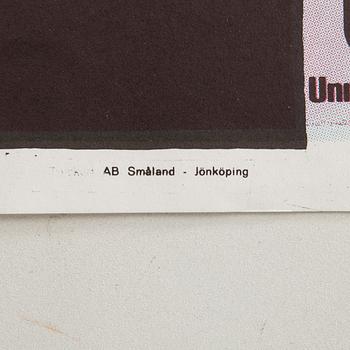 Uni
AB Småland - Jönköping